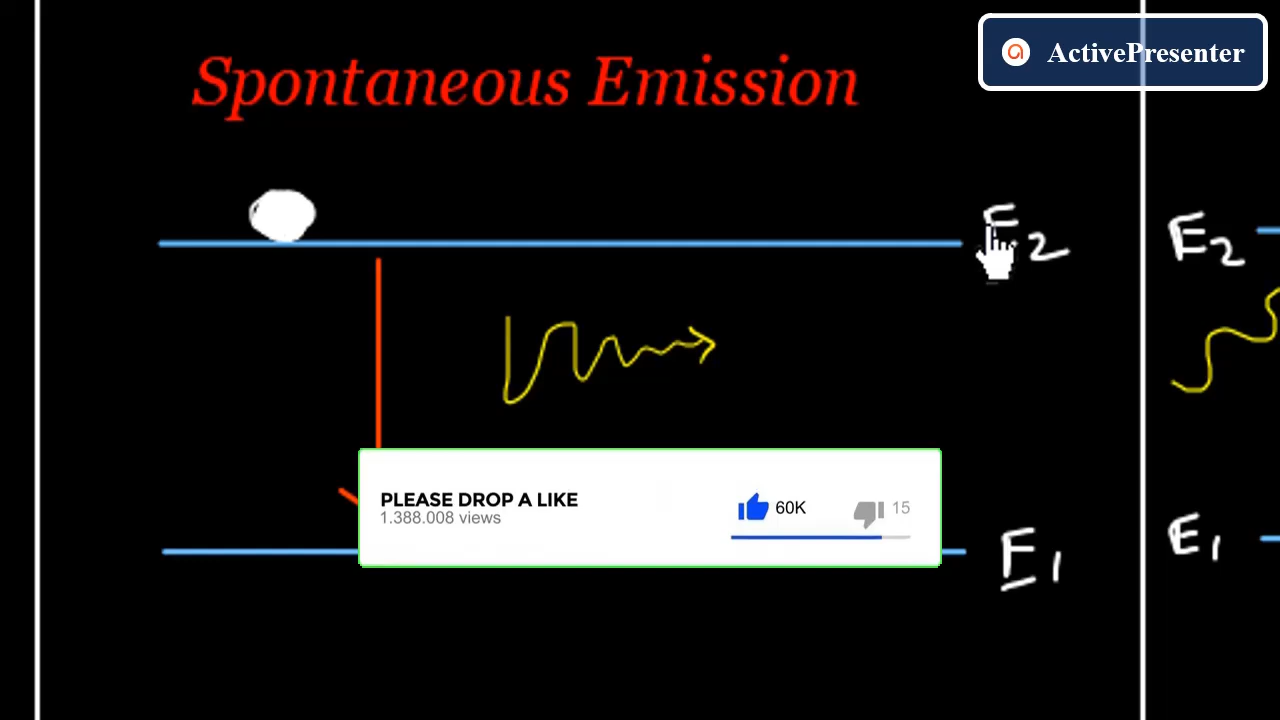 ActivePresenter
Spontaneous Emission
E2
E2
PLEASE DROP A LIKE
1.388.008 views
60K
15
E1
E1